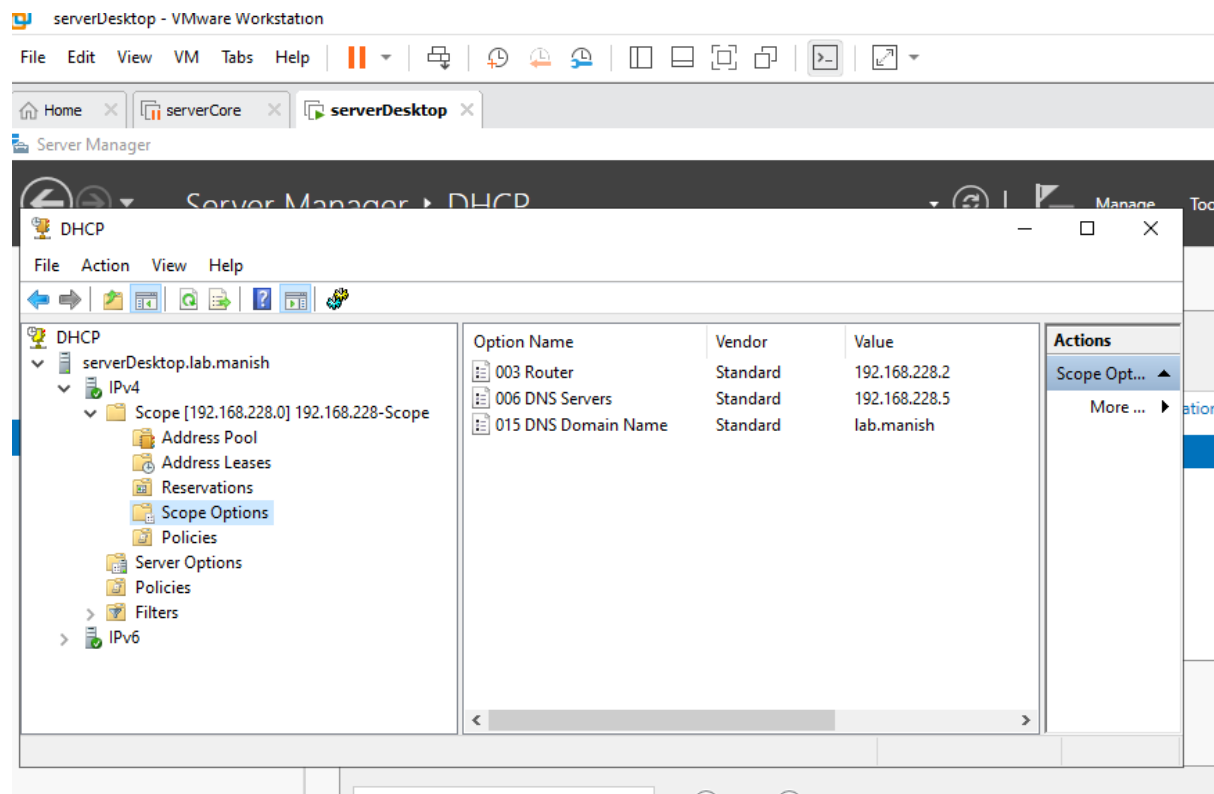 serverDesktop - VMware Workstation
File Edit View VM Tabs Help
Home serverCore serverDesktop
Server Manager
Server Manager DHCP Manage
DHCP
File Action View Help
DHCP
serverDesktop.lab.manish
IPv4
Scope [192.168.228.0] 192.168.228-Scope
Address Pool
Address Leases
Reservations
Scope Options
Policies
Server Options
Policies
Filters
IPv6
Option Name Vendor Value
003 Router Standard 192.168.228.2
006 DNS Servers Standard 192.168.228.5
015 DNS Domain Name Standard lab.manish
Actions
Scope Opt...
More ...